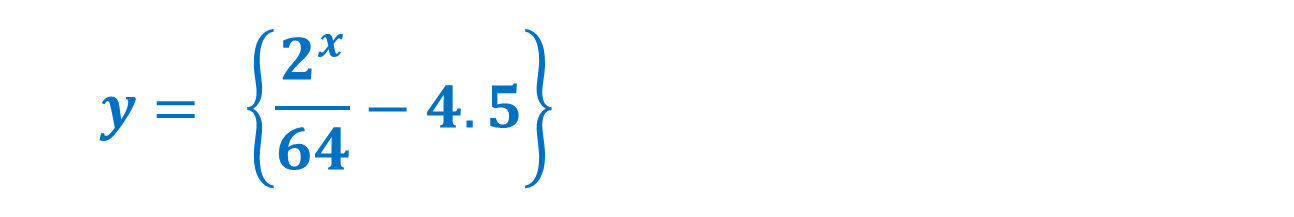 y = {2^x/64 − 4.5}